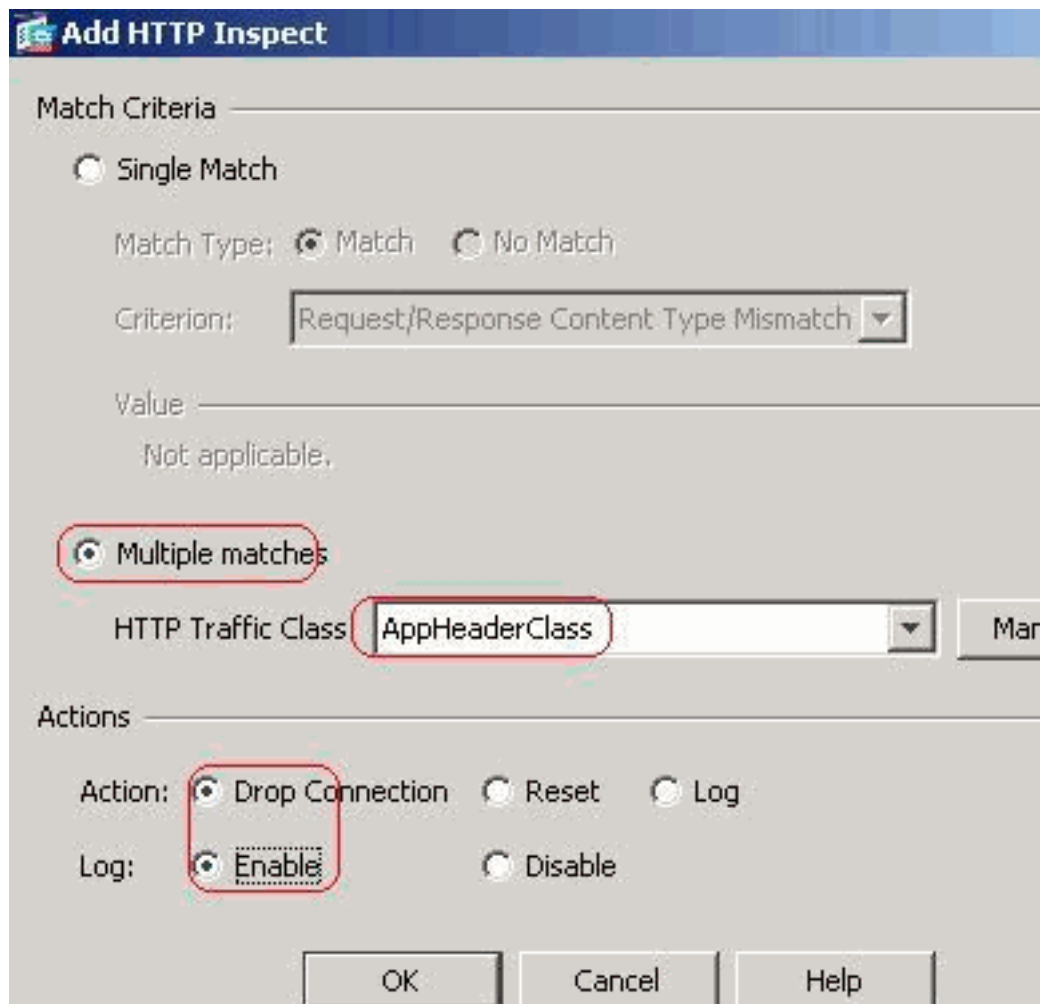 Add HTTP Inspect
Match Criteria
Single Match
Match Type: Match No Match
Criterion: Request/Response Content Type Mismatch
Value
Not applicable.
Multiple matches
HTTP Traffic Class AppHeaderClass
Actions
Action: Drop Connection Reset Log
Log: Enable Disable
OK Cancel Help